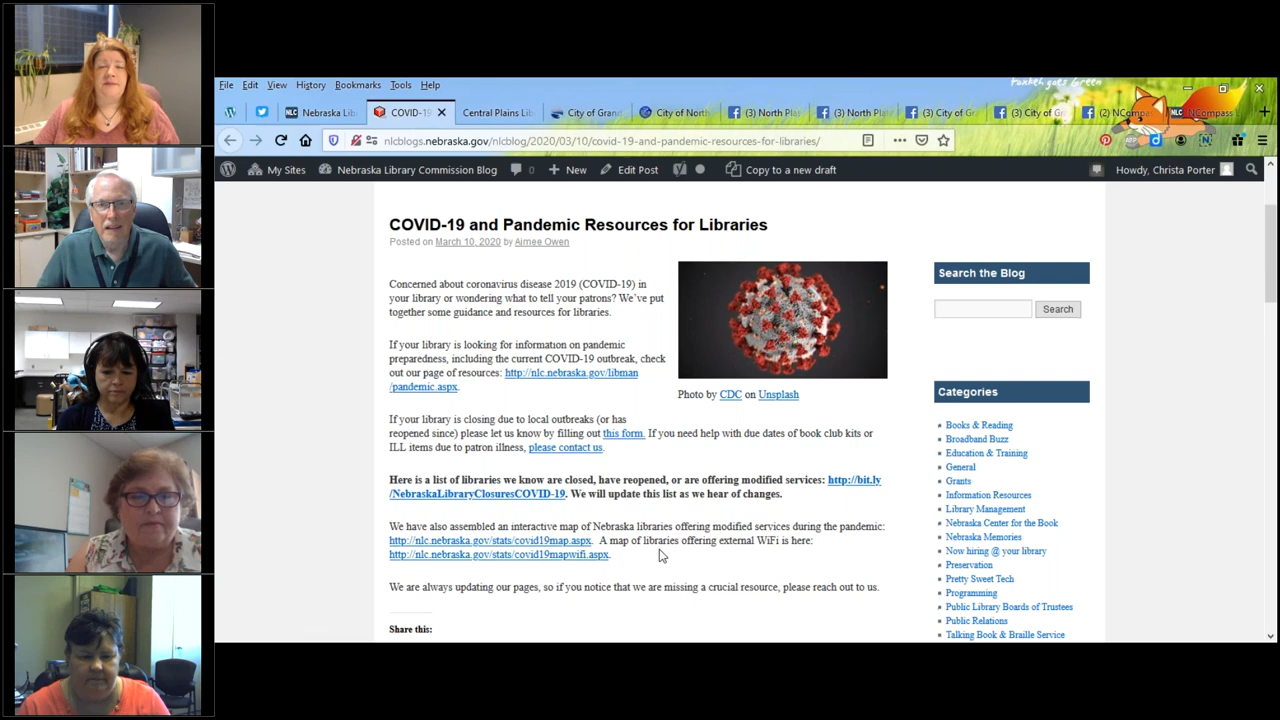 Fuxkeh goes Green
File Edit View History Bookmarks Tools Help
NLC Nebraska Lib COVID-19 Central Plains Lib City of Grand City of North (3) North Pla (3) North Pla (3) City of G (3) City of Gr (2) NComp NLC NCompass
nlcblogs.nebraska.gov/nlcblog/2020/03/10/covid-19-and-pandemic-resources-for-libraries/
My Sites Nebraska Library Commission Blog 0 New Edit Post Copy to a new draft Howdy, Christa Porter
COVID-19 and Pandemic Resources for Libraries
Posted on March 10, 2020 by Aimee Owen
Concerned about coronavirus disease 2019 (COVID-19) in
your library or wondering what to tell your patrons? We've put
together some guidance and resources for libraries.
If your library is looking for information on pandemic
preparedness, including the current COVID-19 outbreak, check
out our page of resources: http://nlc.nebraska.gov/libman
/pandemic.aspx.
Photo by CDC on Unsplash
If your library is closing due to local outbreaks (or has
reopened since) please let us know by filling out this form. If you need help with due dates of book club kits or
ILL items due to patron illness, please contact us.
Here is a list of libraries we know are closed, have reopened, or are offering modified services: http://bit.ly
/NebraskaLibraryClosuresCOVID-19. We will update this list as we hear of changes.
We have also assembled an interactive map of Nebraska libraries offering modified services during the pandemic:
http://nlc.nebraska.gov/stats/covid19map.aspx. A map of libraries offering external WiFi is here:
http://nlc.nebraska.gov/stats/covid19mapwifi.aspx.
We are always updating our pages, so if you notice that we are missing a crucial resource, please reach out to us.
Share this:
Search the Blog
Search
Categories
Books & Reading
Broadband Buzz
Education & Training
General
Grants
Information Resources
Library Management
Nebraska Center for the Book
Nebraska Memories
Now hiring @ your library
Preservation
Pretty Sweet Tech
Programming
Public Library Boards of Trustees
Public Relations
Talking Book & Braille Service